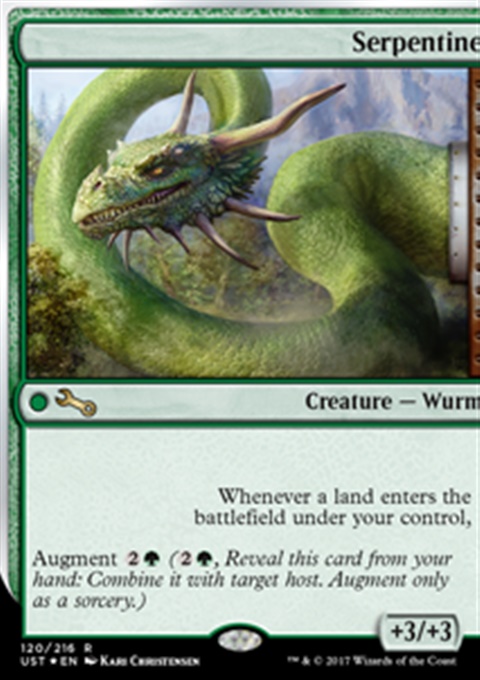 Serpentine
Creature — Wurm
Whenever a land enters the
battlefield under your control,
Augment 2 (2, Reveal this card from your
hand: Combine it with target host. Augment only
as a sorcery.)
+3/+3
120/216 R
UST ★ EN Kari Christensen
™ & © 2017 Wizards of the Coast